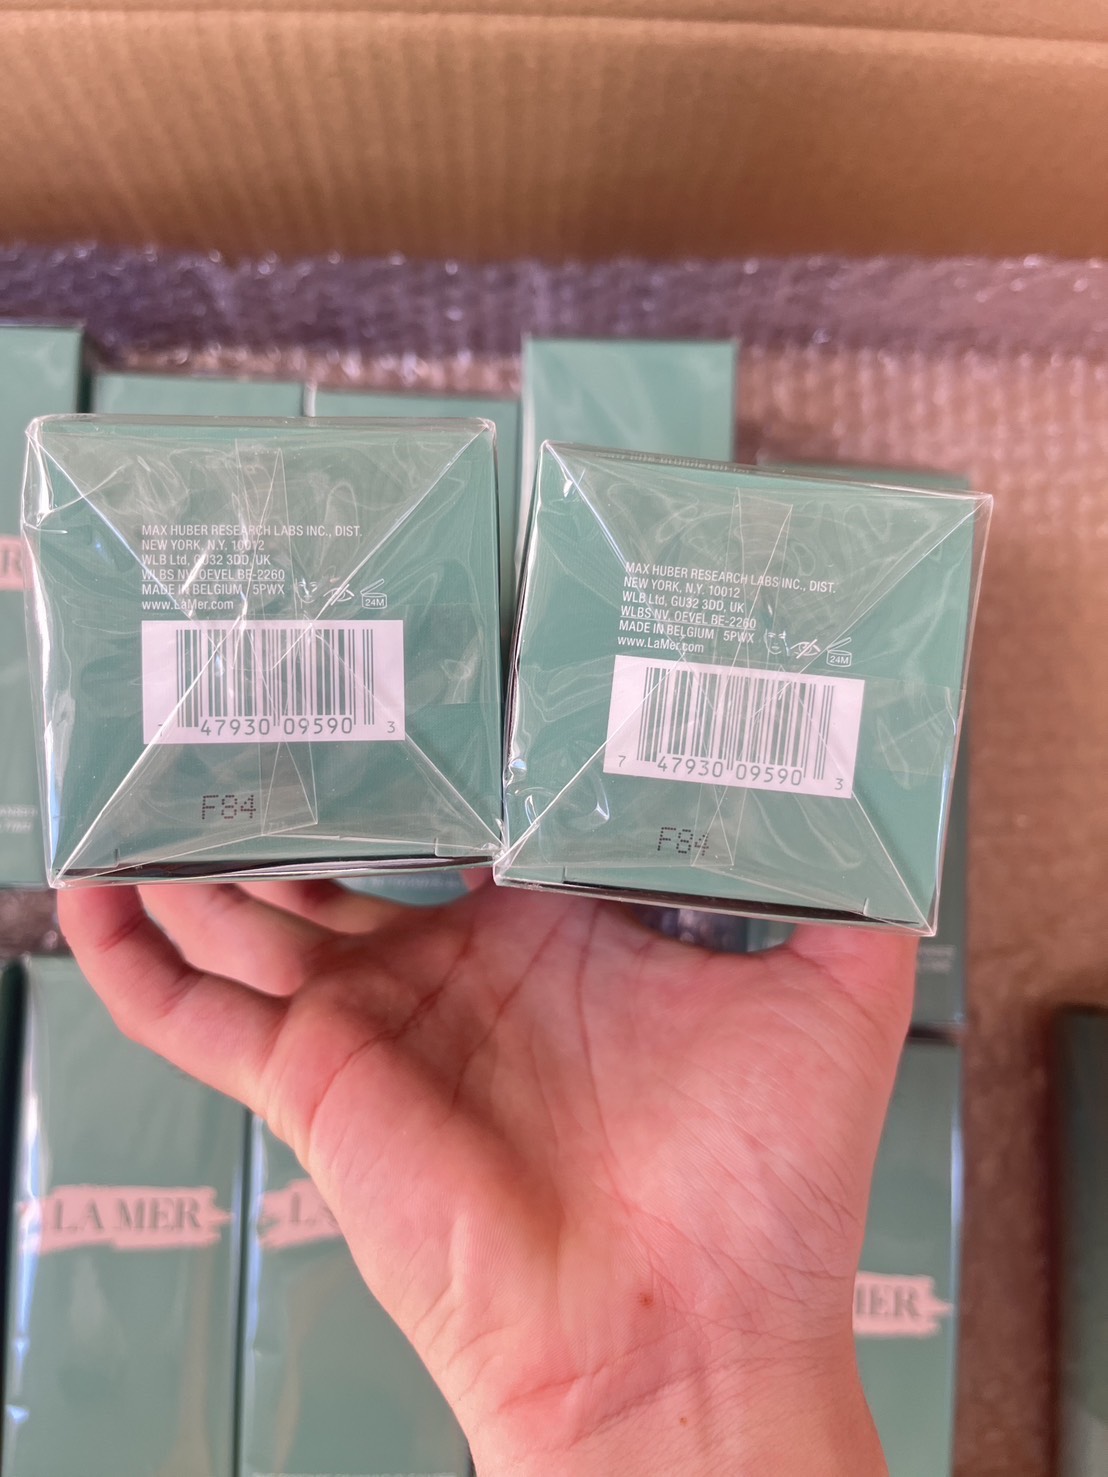 MAX HUBER RESEARCH LABS INC., DIST.
NEW YORK, N.Y. 10012
WLB Ltd, GU32 3DD, UK
WLBS NV. OEVEL BE-2260
MADE IN BELGIUM 5PWX
www.LaMer.com
24M
7 47930 09590 3
F84
MAX HUBER RESEARCH LABS INC., DIST.
NEW YORK, N.Y. 10012
WLB Ltd, GU32 3DD, UK
WLBS NV. OEVEL BE-2260
MADE IN BELGIUM 5PWX
www.LaMer.com
24M
7 47930 09590 3
F84
LA MER